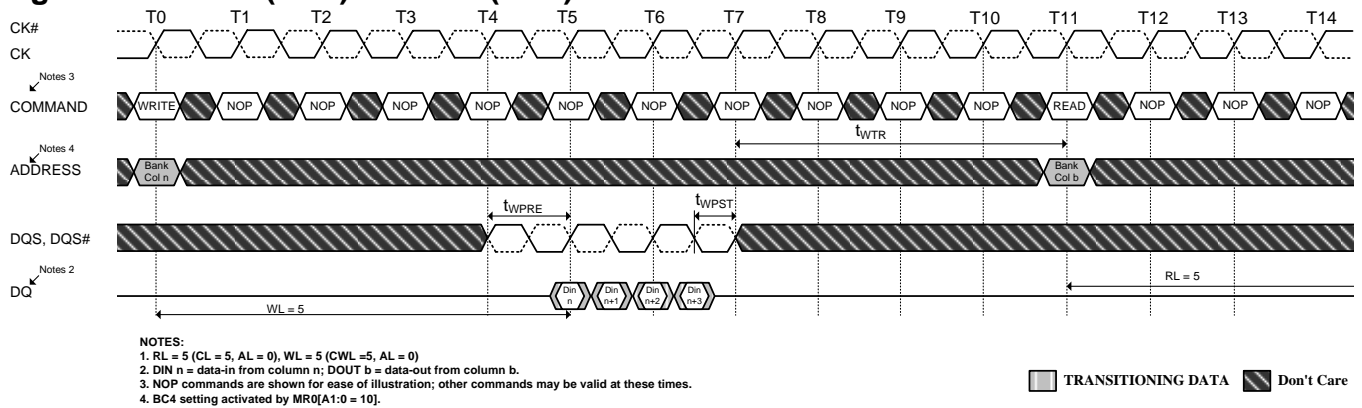 T0 T1 T2 T3 T4 T5 T6 T7 T8 T9 T10 T11 T12 T13 T14
CK#
CK
Notes 3
COMMAND
WRITE NOP NOP NOP NOP NOP NOP NOP NOP NOP NOP READ NOP NOP NOP
tWTR
Notes 4
ADDRESS
Bank
Col n
Bank
Col b
tWPRE
tWPST
DQS, DQS#
Notes 2
DQ
Din
n
Din
n+1
Din
n+2
Din
n+3
RL = 5
WL = 5
NOTES:
1. RL = 5 (CL = 5, AL = 0), WL = 5 (CWL =5, AL = 0)
2. DIN n = data-in from column n; DOUT b = data-out from column b.
3. NOP commands are shown for ease of illustration; other commands may be valid at these times.
4. BC4 setting activated by MR0[A1:0 = 10].
TRANSITIONING DATA
Don't Care